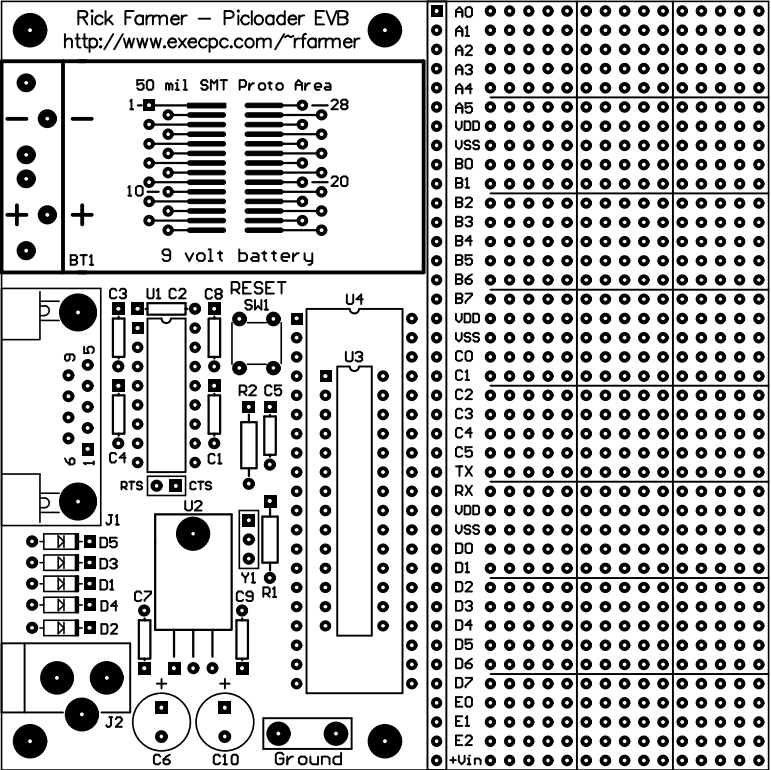 Rick Farmer – Picloader EVB
http://www.execpc.com/~rfarmer
50 mil SMT Proto Area
1- -28
10- -20
9 volt battery
− −
+ +
BT1
RESET
SW1
C3 U1 C2 C8
U4
U3
9 5
6 1
R2 C5
C4 C1
RTS CTS
J1
U2
D5
D3
D1
D4
D2
Y1 R1
C7 C9
J2
+ +
C6 C10
Ground
A0
A1
A2
A3
A4
A5
VDD
VSS
B0
B1
B2
B3
B4
B5
B6
B7
VDD
VSS
C0
C1
C2
C3
C4
C5
TX
RX
VDD
VSS
D0
D1
D2
D3
D4
D5
D6
D7
E0
E1
E2
+Vin